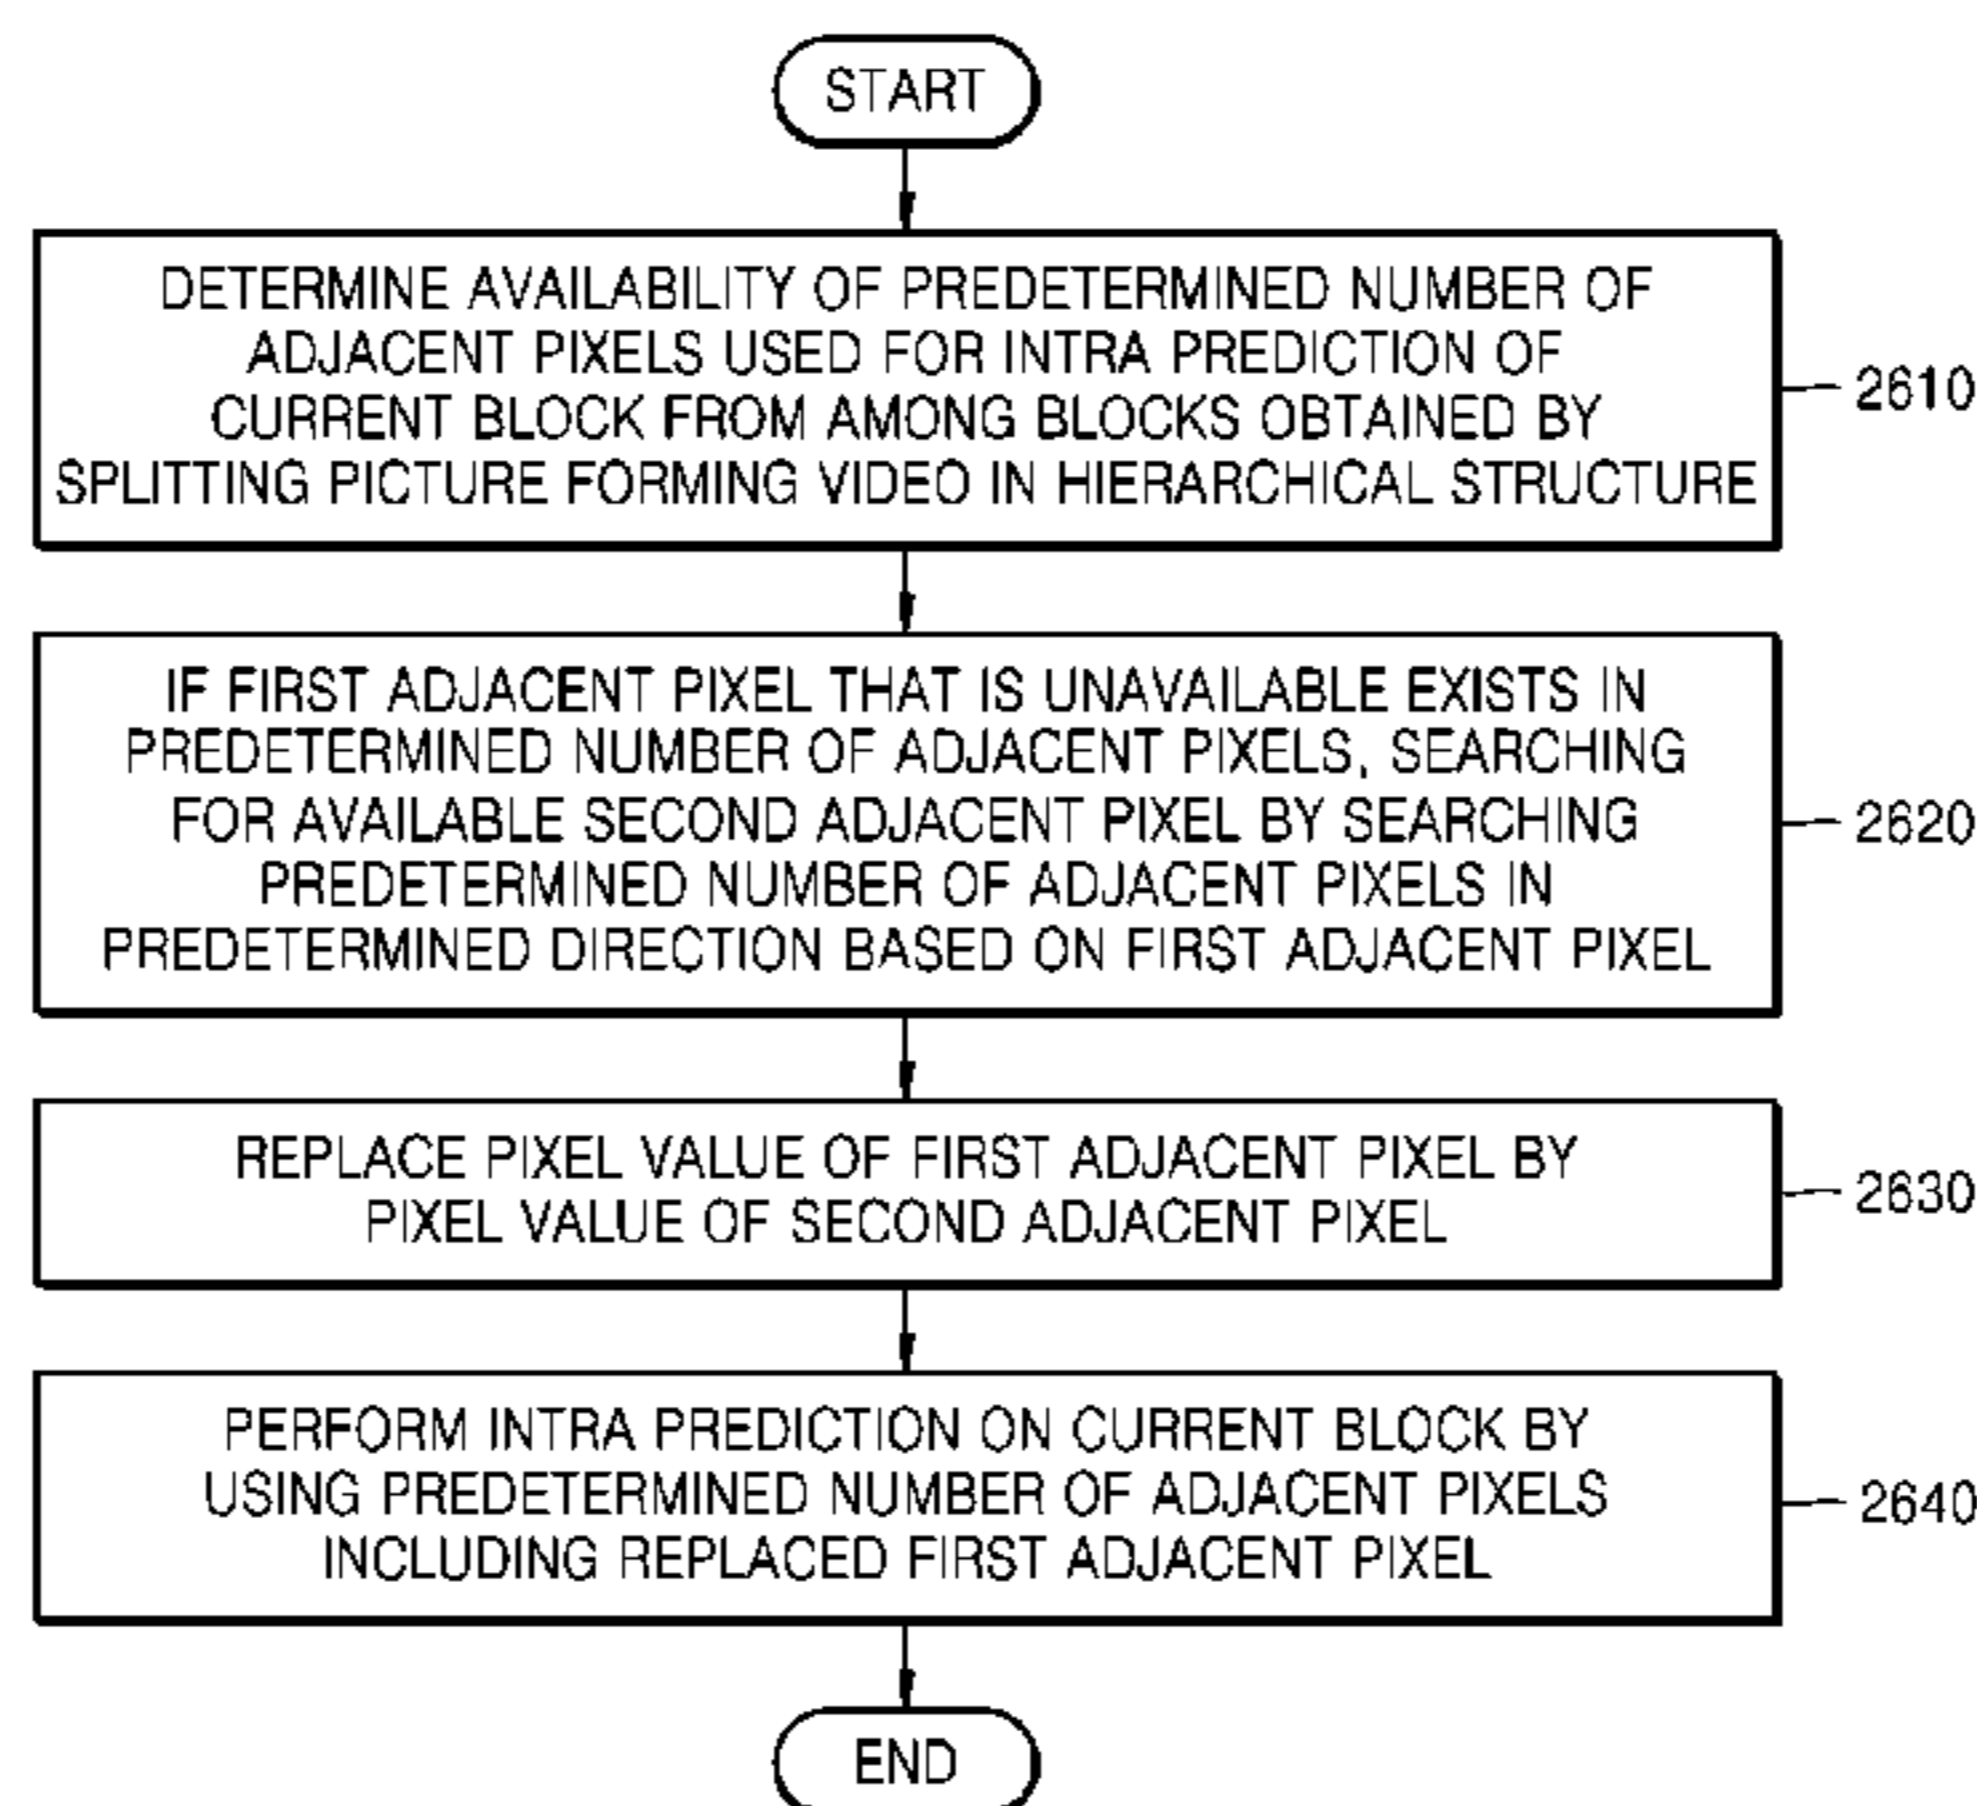 START
DETERMINE AVAILABILITY OF PREDETERMINED NUMBER OF
ADJACENT PIXELS USED FOR INTRA PREDICTION OF
CURRENT BLOCK FROM AMONG BLOCKS OBTAINED BY
SPLITTING PICTURE FORMING VIDEO IN HIERARCHICAL STRUCTURE
2610
IF FIRST ADJACENT PIXEL THAT IS UNAVAILABLE EXISTS IN
PREDETERMINED NUMBER OF ADJACENT PIXELS, SEARCHING
FOR AVAILABLE SECOND ADJACENT PIXEL BY SEARCHING
PREDETERMINED NUMBER OF ADJACENT PIXELS IN
PREDETERMINED DIRECTION BASED ON FIRST ADJACENT PIXEL
2620
REPLACE PIXEL VALUE OF FIRST ADJACENT PIXEL BY
PIXEL VALUE OF SECOND ADJACENT PIXEL
2630
PERFORM INTRA PREDICTION ON CURRENT BLOCK BY
USING PREDETERMINED NUMBER OF ADJACENT PIXELS
INCLUDING REPLACED FIRST ADJACENT PIXEL
2640
END